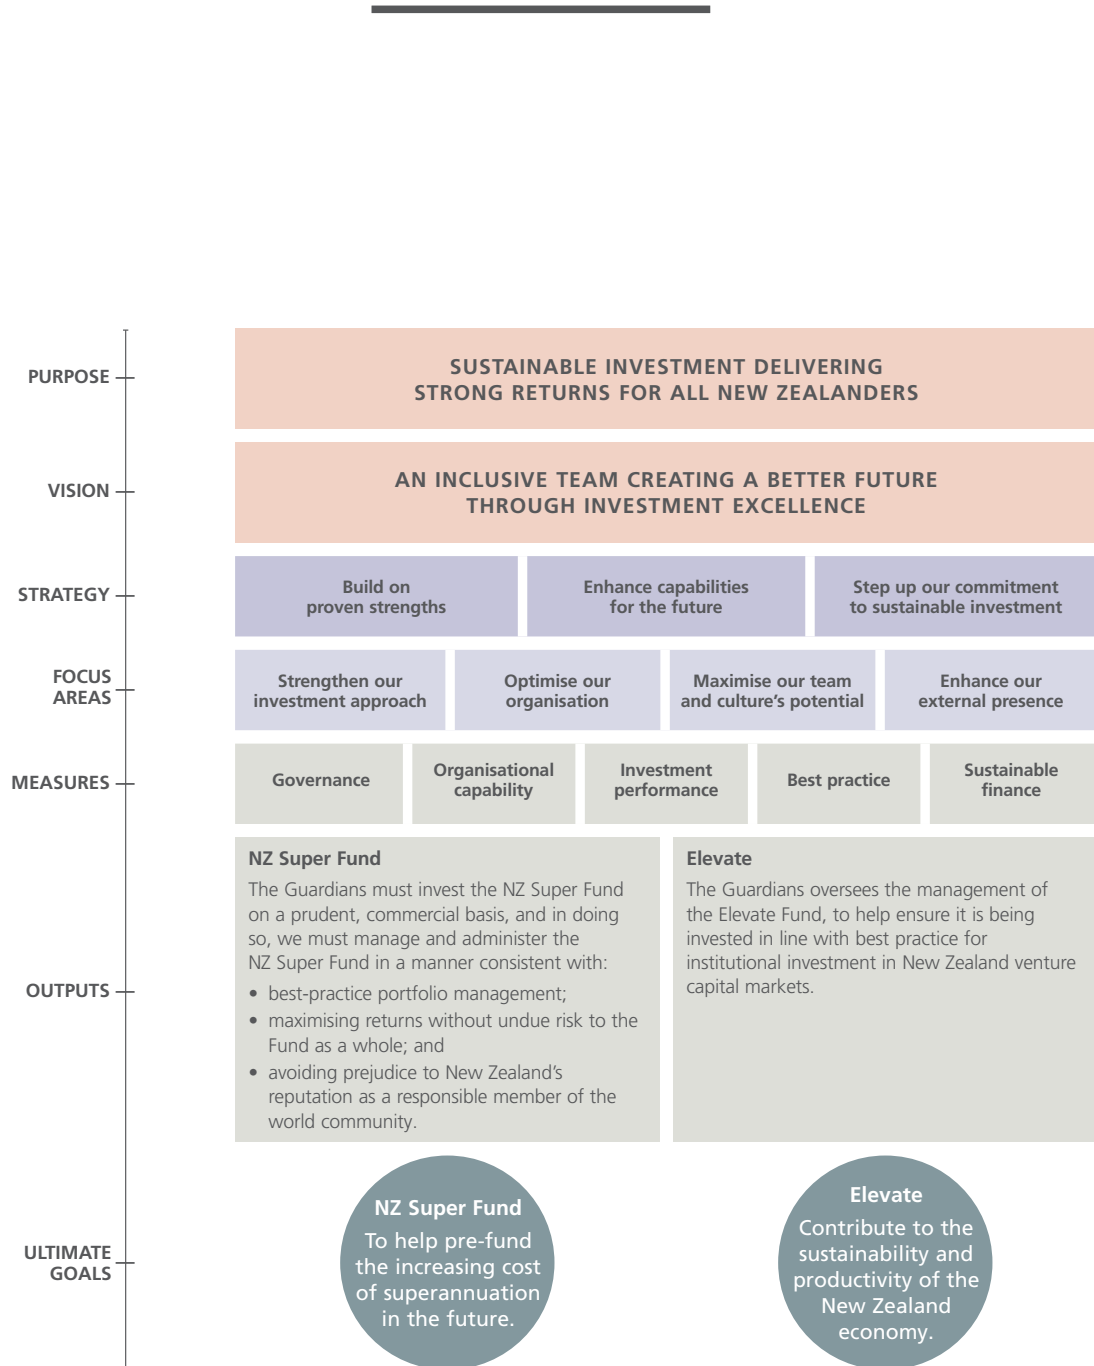 PURPOSE
SUSTAINABLE INVESTMENT DELIVERING
STRONG RETURNS FOR ALL NEW ZEALANDERS
VISION
AN INCLUSIVE TEAM CREATING A BETTER FUTURE
THROUGH INVESTMENT EXCELLENCE
STRATEGY
Build on
proven strengths
Enhance capabilities
for the future
Step up our commitment
to sustainable investment
FOCUS
AREAS
Strengthen our
investment approach
Optimise our
organisation
Maximise our team
and culture's potential
Enhance our
external presence
MEASURES
Governance
Organisational
capability
Investment
performance
Best practice
Sustainable
finance
OUTPUTS
NZ Super Fund
The Guardians must invest the NZ Super Fund
on a prudent, commercial basis, and in doing
so, we must manage and administer the
NZ Super Fund in a manner consistent with:
• best-practice portfolio management;
• maximising returns without undue risk to the
Fund as a whole; and
• avoiding prejudice to New Zealand's
reputation as a responsible member of the
world community.
Elevate
The Guardians oversees the management of
the Elevate Fund, to help ensure it is being
invested in line with best practice for
institutional investment in New Zealand venture
capital markets.
ULTIMATE
GOALS
NZ Super Fund
To help pre-fund
the increasing cost
of superannuation
in the future.
Elevate
Contribute to the
sustainability and
productivity of the
New Zealand
economy.